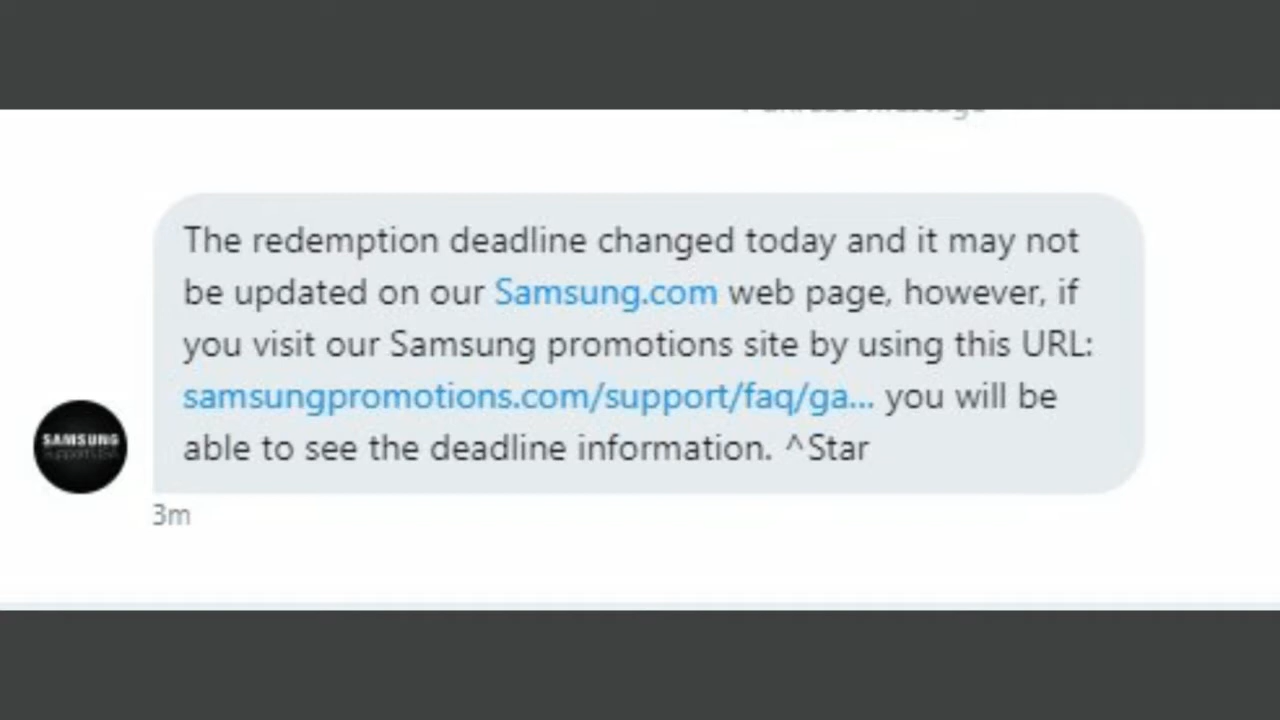 unread message
The redemption deadline changed today and it may not
be updated on our Samsung.com web page, however, if
you visit our Samsung promotions site by using this URL:
samsungpromotions.com/support/faq/ga... you will be
able to see the deadline information. ^Star
SAMSUNG
3m